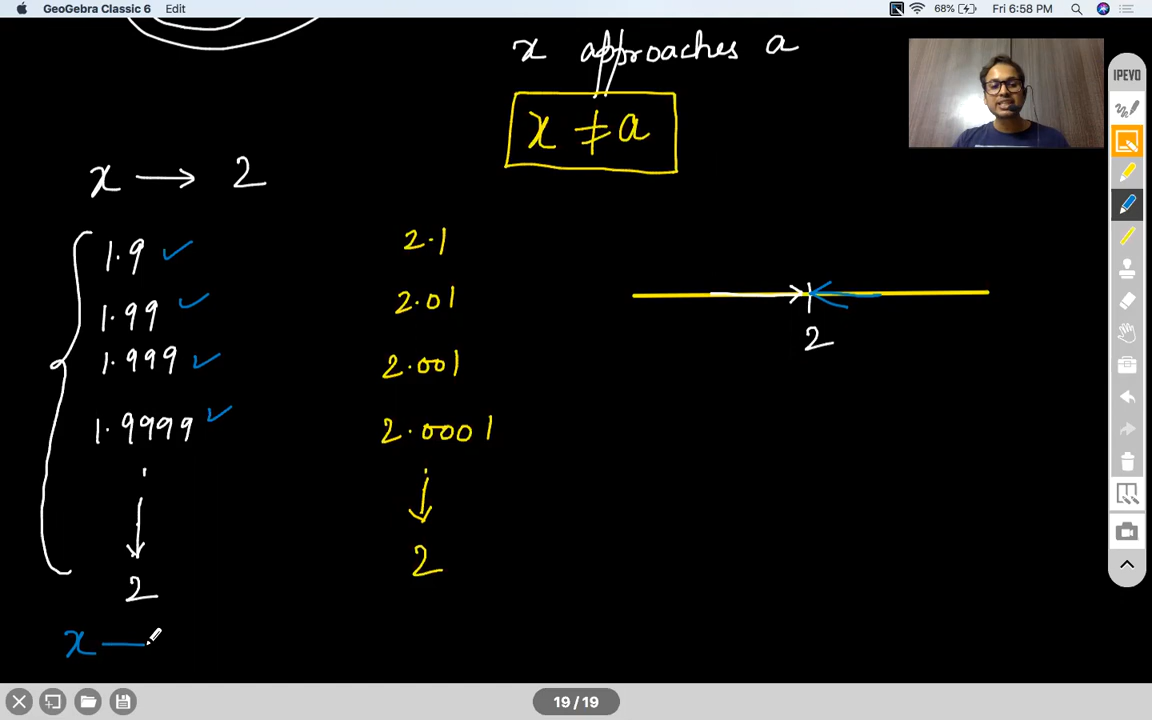 GeoGebra Classic 6 Edit 68% Fri 6:58 PM
x approaches a
x ≠ a
x → 2
1.9 2.1
1.99 2.01
1.999 2.001
1.9999 2.0001
2 2
2
x —
IPEVO
19 / 19